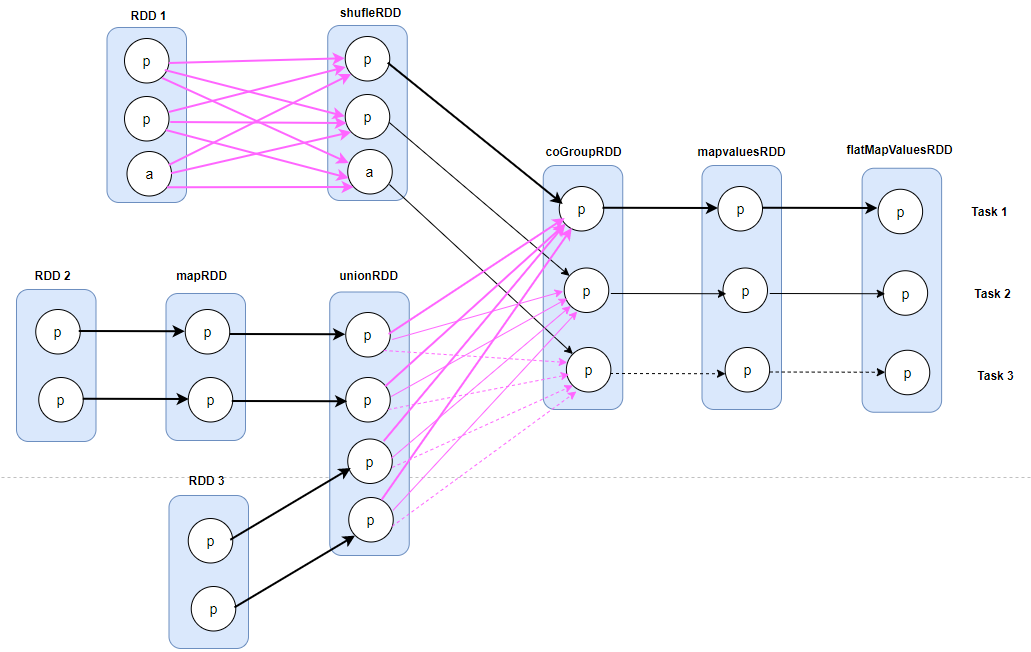 RDD 1
shufleRDD
p
p
p
p
a
a
coGroupRDD
mapvaluesRDD
flatMapValuesRDD
p
p
p
Task 1
p
p
p
Task 2
p
p
p
Task 3
RDD 2
mapRDD
unionRDD
p
p
p
p
p
p
p
p
RDD 3
p
p